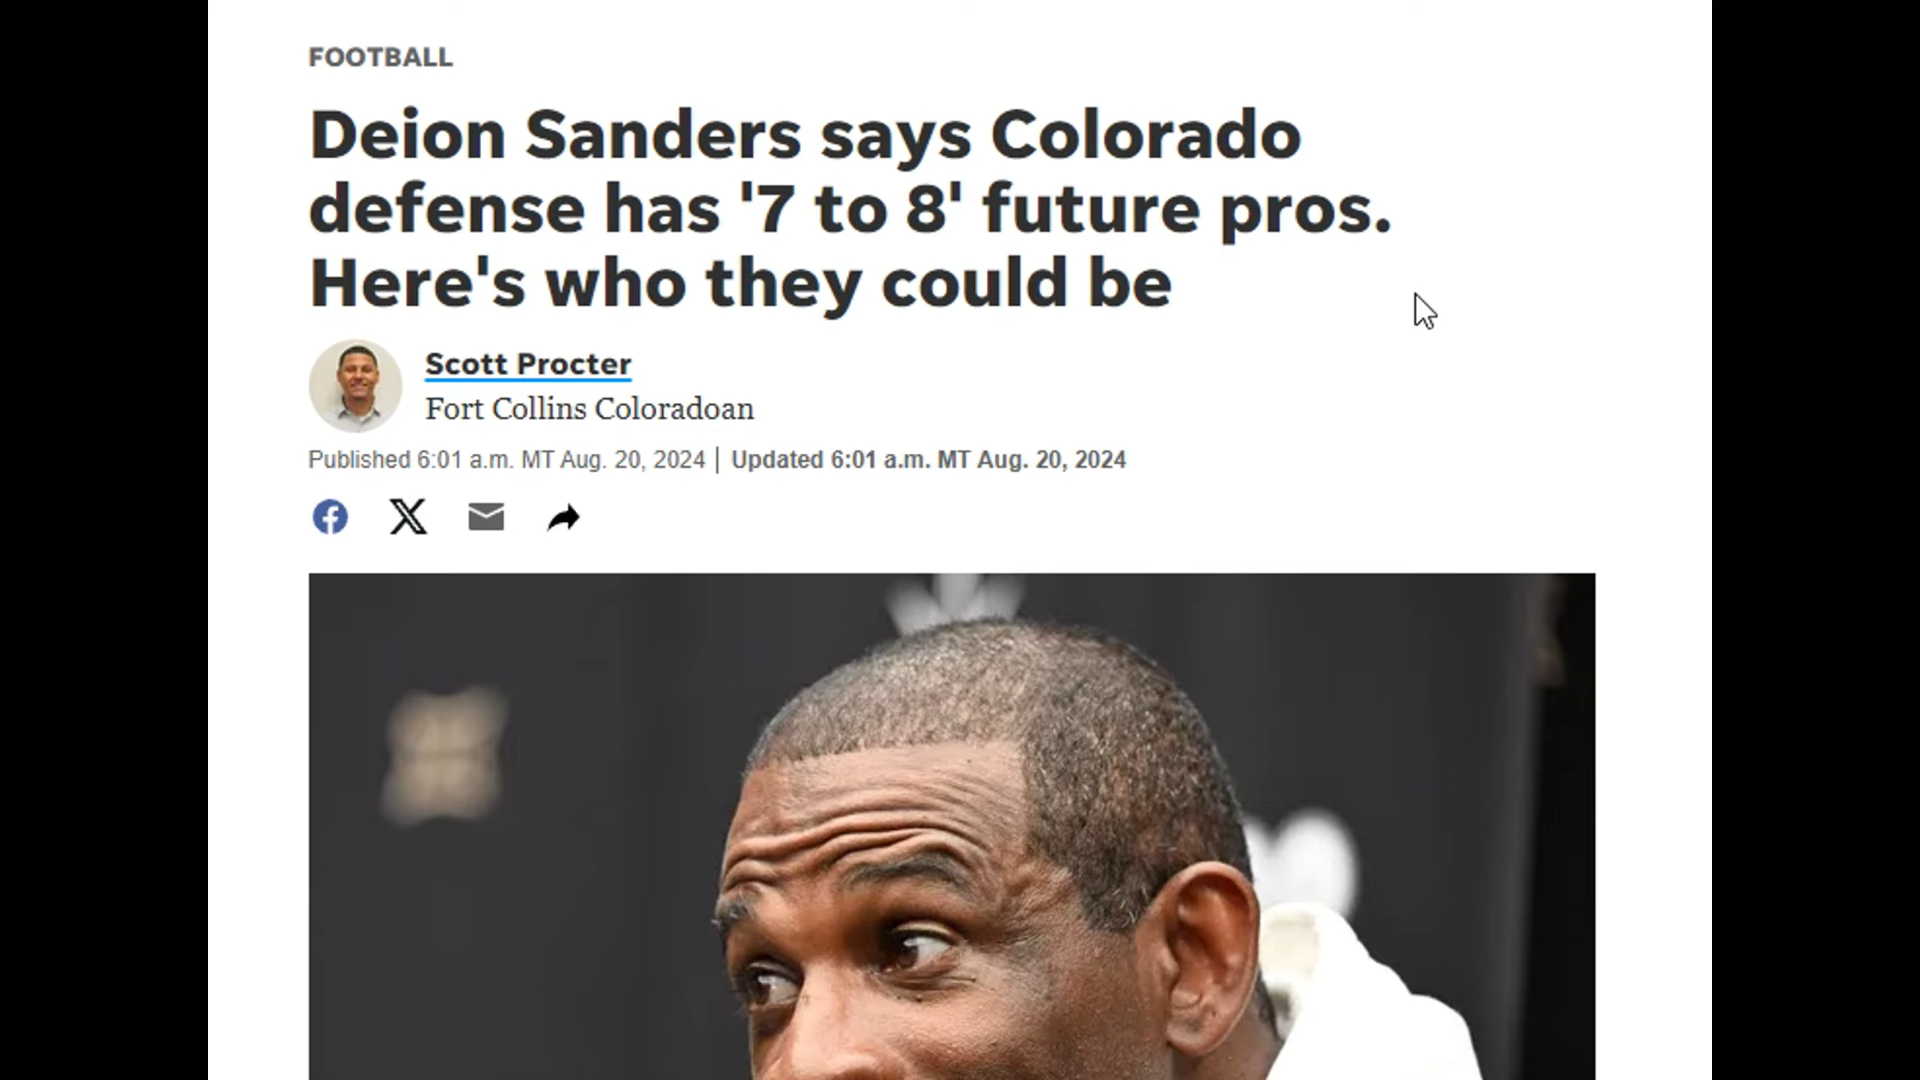 FOOTBALL
Deion Sanders says Colorado
defense has '7 to 8' future pros.
Here's who they could be
Scott Procter
Fort Collins Coloradoan
Published 6:01 a.m. MT Aug. 20, 2024 | Updated 6:01 a.m. MT Aug. 20, 2024